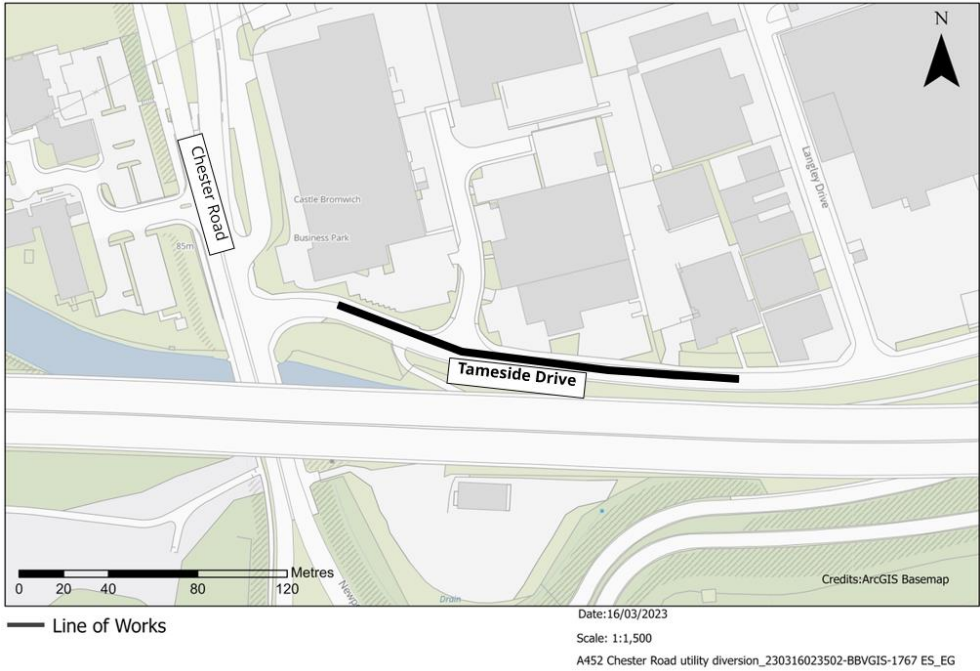 N
Chester Road
Langley Drive
Castle Bromwich
Business Park
85m
Tameside Drive
Drain
Metres
0 20 40 80 120
Credits:ArcGIS Basemap
Line of Works
Date:16/03/2023
Scale: 1:1,500
A452 Chester Road utility diversion_230316023502-BBVGIS-1767 ES_EG